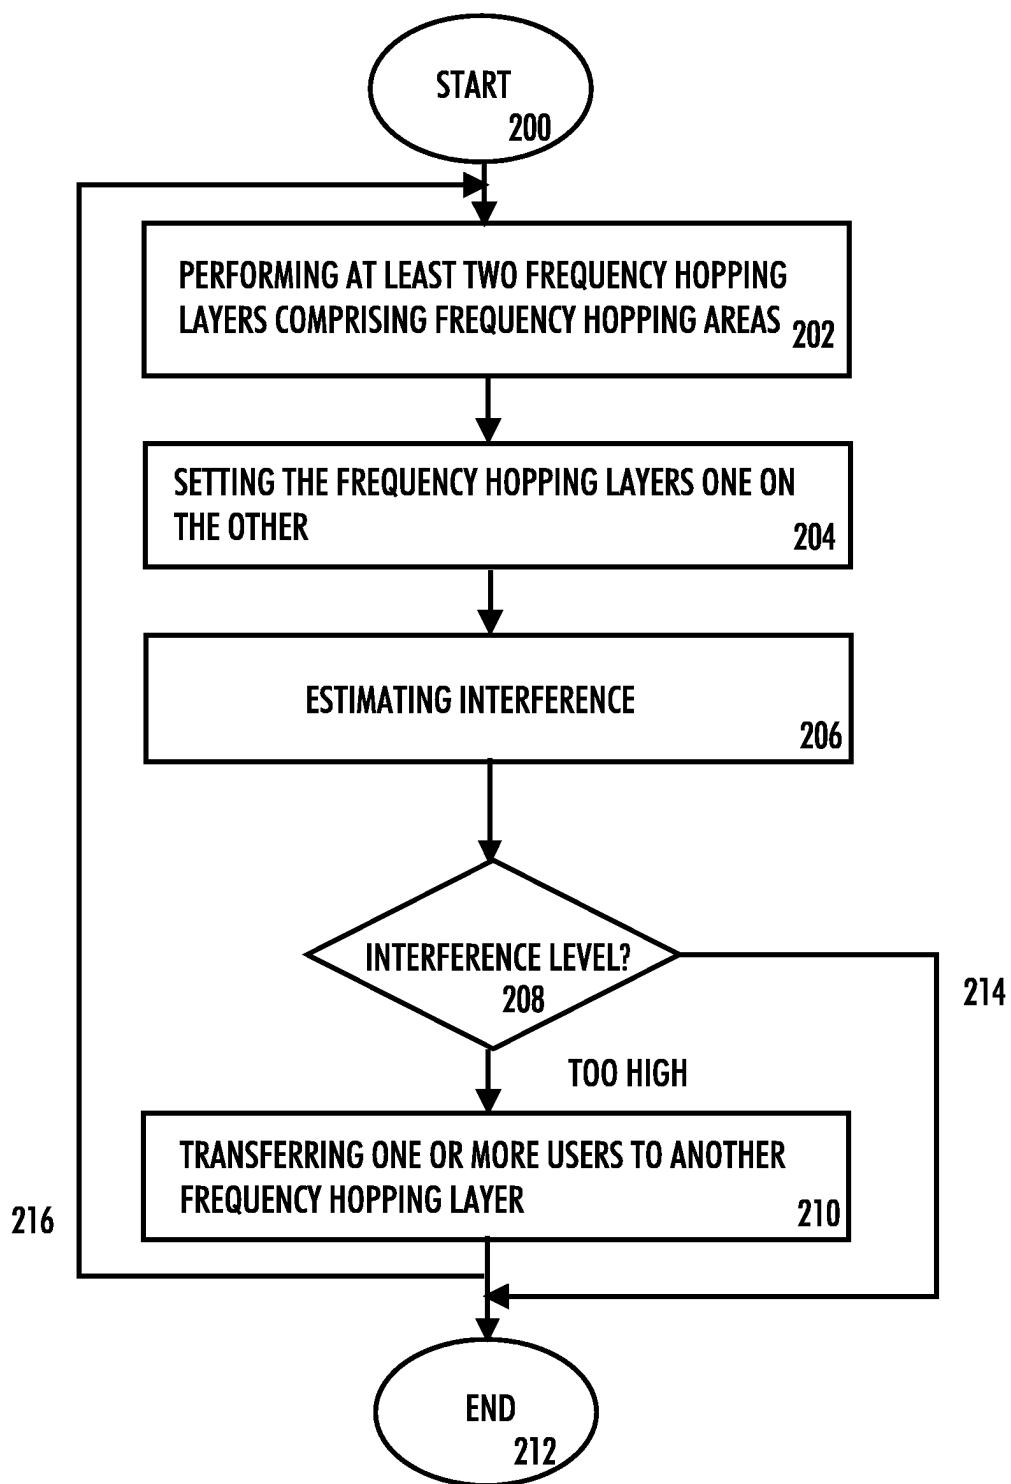 START
200
PERFORMING AT LEAST TWO FREQUENCY HOPPING
LAYERS COMPRISING FREQUENCY HOPPING AREAS
202
SETTING THE FREQUENCY HOPPING LAYERS ONE ON
THE OTHER
204
ESTIMATING INTERFERENCE
206
INTERFERENCE LEVEL?
208
214
TOO HIGH
TRANSFERRING ONE OR MORE USERS TO ANOTHER
FREQUENCY HOPPING LAYER
210
216
END
212